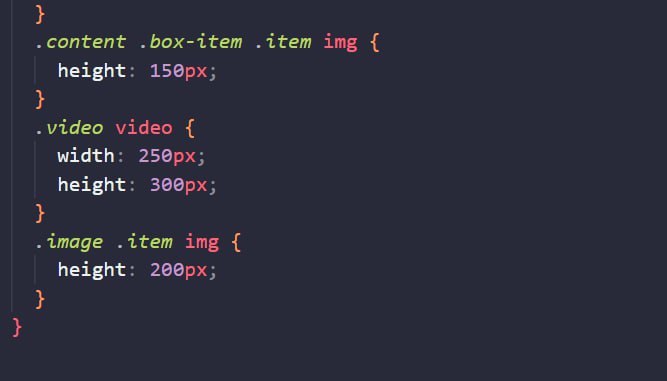 }
.content .box-item .item img {
height: 150px;
}
.video video {
width: 250px;
height: 300px;
}
.image .item img {
height: 200px;
}
}